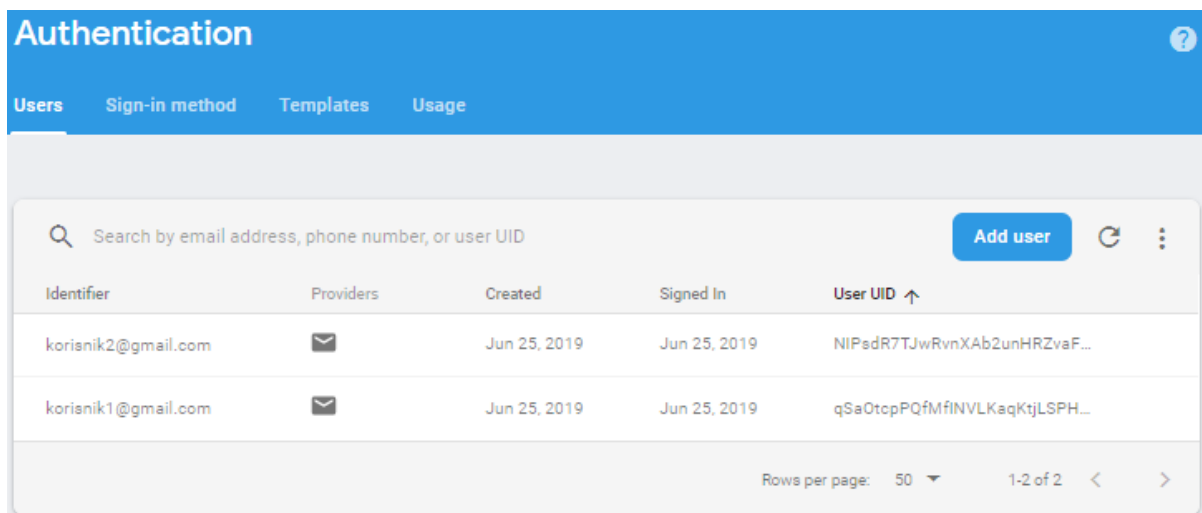 Authentication
Users Sign-in method Templates Usage
Search by email address, phone number, or user UID Add user
Identifier Providers Created Signed In User UID
korisnik2@gmail.com Jun 25, 2019 Jun 25, 2019 NIPsdR7TJwRvnXAb2unHRZvaF...
korisnik1@gmail.com Jun 25, 2019 Jun 25, 2019 qSaOtcpPQfMfINVLKaqKtjLSPH...
Rows per page: 50 1-2 of 2